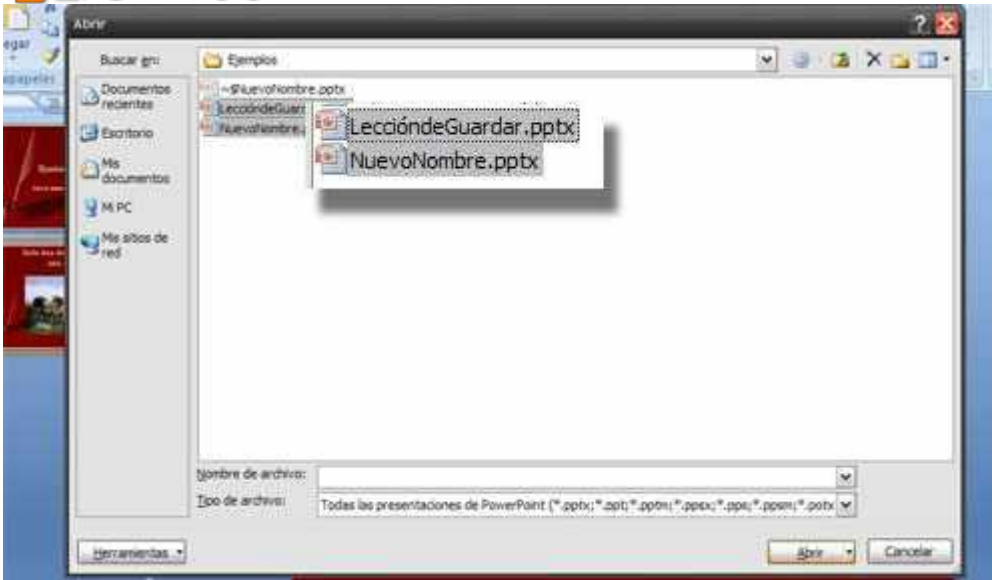 Abrir
Buscar en:
Ejemplos
Documentos recientes
Escritorio
Mis documentos
Mi PC
Mis sitios de red
~$NuevoNombre.pptx
LeccióndeGuardar.pptx
NuevoNombre.pptx
Nombre de archivo:
Tipo de archivo:
Todas las presentaciones de PowerPoint (*.pptx;*.ppt;*.pptm;*.ppsx;*.pps;*.ppsm;*.potx
Herramientas
Abrir
Cancelar